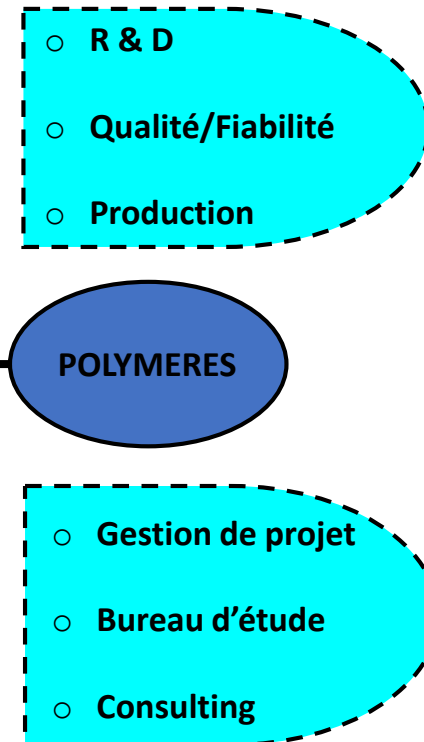 ○ R & D
○ Qualité/Fiabilité
○ Production
POLYMERES
○ Gestion de projet
○ Bureau d’étude
○ Consulting